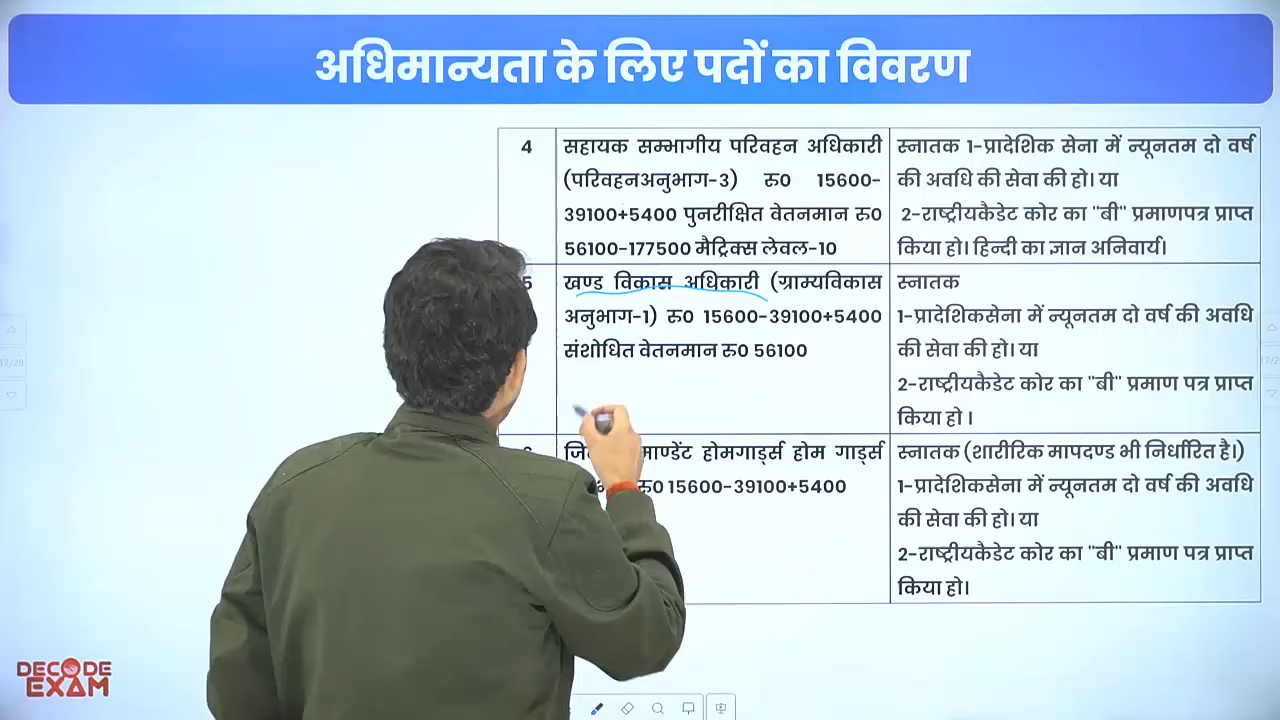 अधिमान्यता के लिए पदों का विवरण
4
सहायक सम्भागीय परिवहन अधिकारी
(परिवहनअनुभाग-3) रु0 15600-
39100+5400 पुनरीक्षित वेतनमान रु0
56100-177500 मैट्रिक्स लेवल-10
स्नातक 1-प्रादेशिक सेना में न्यूनतम दो वर्ष
की अवधि की सेवा की हो। या
2-राष्ट्रीयकैडेट कोर का "बी" प्रमाणपत्र प्राप्त
किया हो। हिन्दी का ज्ञान अनिवार्य।
5
खण्ड विकास अधिकारी (ग्राम्यविकास
अनुभाग-1) रु0 15600-39100+5400
संशोधित वेतनमान रु0 56100
स्नातक
1-प्रादेशिकसेना में न्यूनतम दो वर्ष की अवधि
की सेवा की हो। या
2-राष्ट्रीयकैडेट कोर का "बी" प्रमाण पत्र प्राप्त
किया हो ।
होमगार्ड्स होम गार्ड्स
रु0 15600-39100+5400
स्नातक (शारीरिक मापदण्ड भी निर्धारित है।)
1-प्रादेशिकसेना में न्यूनतम दो वर्ष की अवधि
की सेवा की हो। या
2-राष्ट्रीयकैडेट कोर का "बी" प्रमाण पत्र प्राप्त
किया हो।
17/28
DECODE
EXAM